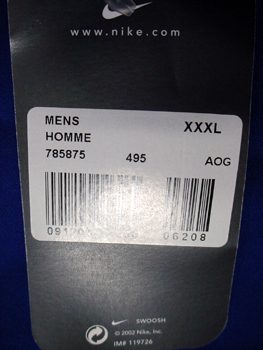 www.nike.com
MENS
HOMME
XXXL
785875 495 AOG
06208
SWOOSH
© 2002 Nike, Inc.
IM# 119726